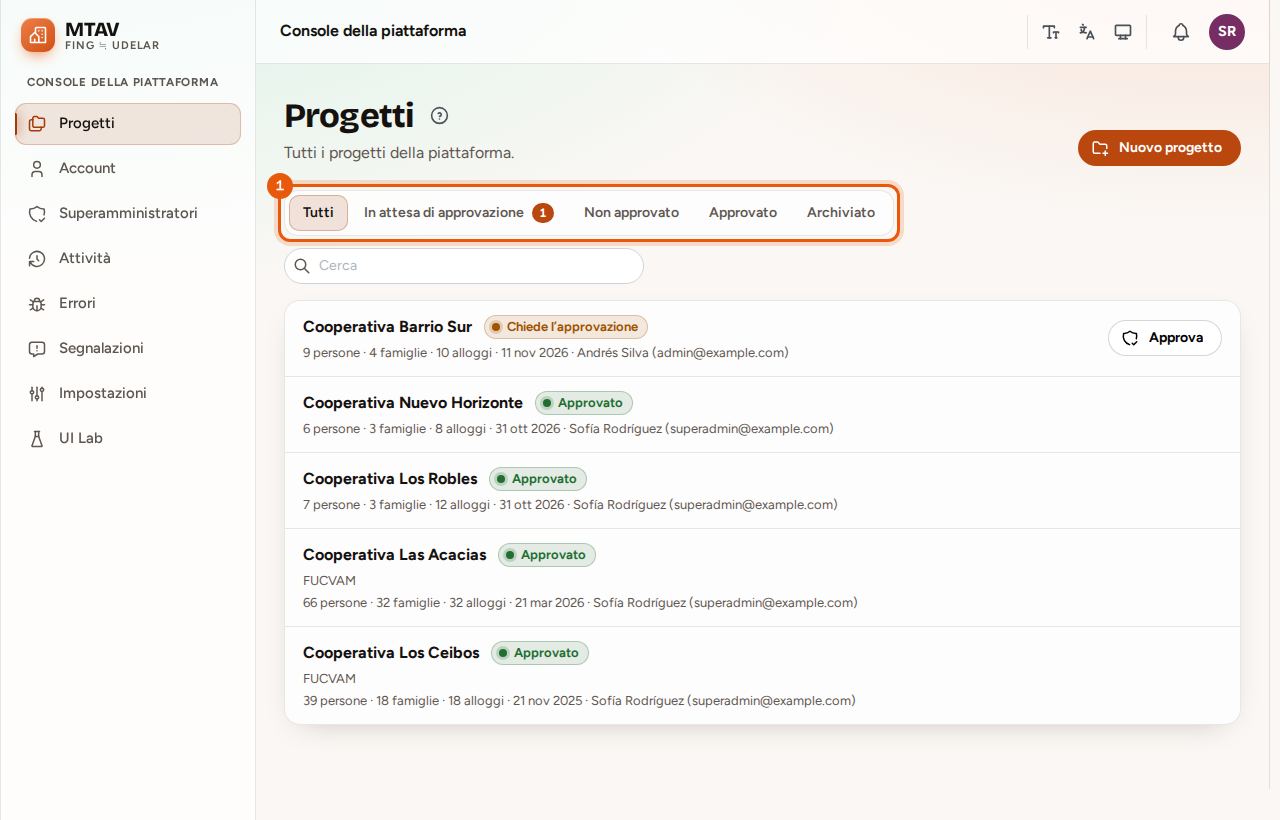 MTAV
FING ≒ UDELAR
CONSOLE DELLA PIATTAFORMA
Progetti
Account
Superamministratori
Attività
Errori
Segnalazioni
Impostazioni
UI Lab
Console della piattaforma
SR
Progetti
Tutti i progetti della piattaforma.
Nuovo progetto
1
Tutti
In attesa di approvazione 1
Non approvato
Approvato
Archiviato
Cerca
Cooperativa Barrio Sur Chiede l’approvazione
9 persone · 4 famiglie · 10 alloggi · 11 nov 2026 · Andrés Silva (admin@example.com)
Approva
Cooperativa Nuevo Horizonte Approvato
6 persone · 3 famiglie · 8 alloggi · 31 ott 2026 · Sofía Rodríguez (superadmin@example.com)
Cooperativa Los Robles Approvato
7 persone · 3 famiglie · 12 alloggi · 31 ott 2026 · Sofía Rodríguez (superadmin@example.com)
Cooperativa Las Acacias Approvato
FUCVAM
66 persone · 32 famiglie · 32 alloggi · 21 mar 2026 · Sofía Rodríguez (superadmin@example.com)
Cooperativa Los Ceibos Approvato
FUCVAM
39 persone · 18 famiglie · 18 alloggi · 21 nov 2025 · Sofía Rodríguez (superadmin@example.com)